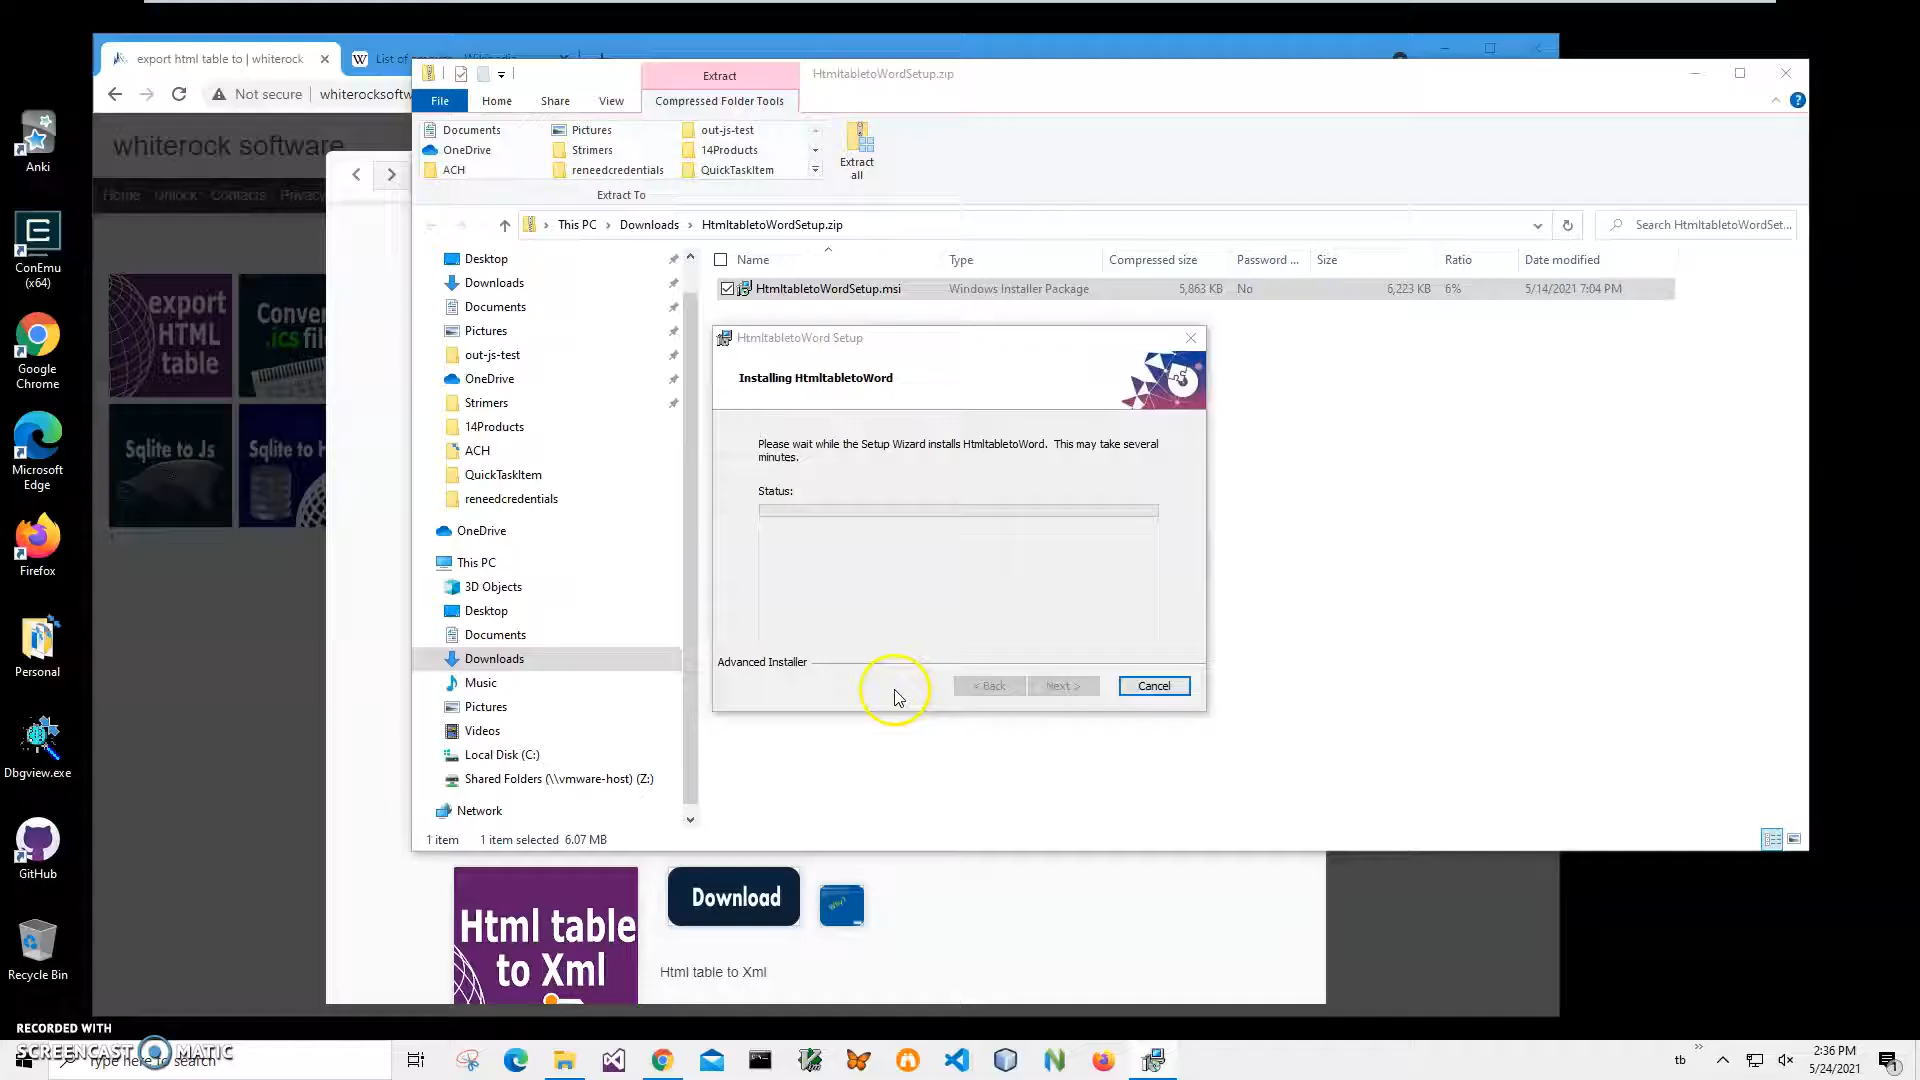 export html table to | whiterock
Not secure
whiterocksoftw
whiterock software
Home Unlock Contacts Privacy
export
HTML
table
Conver
.ics file
Sqlite to Js
Sqlite to H
Anki
ConEmu
(x64)
Google
Chrome
Microsoft
Edge
Firefox
Personal
Dbgview.exe
GitHub
Recycle Bin
Extract
HtmltabletoWordSetup.zip
File
Home
Share
View
Compressed Folder Tools
Documents
Pictures
out-js-test
OneDrive
Strimers
14Products
ACH
reneedcredentials
QuickTaskItem
Extract
all
Extract To
This PC
Downloads
HtmltabletoWordSetup.zip
Search HtmltabletoWordSet...
Name
Type
Compressed size
Password ...
Size
Ratio
Date modified
HtmltabletoWordSetup.msi
Windows Installer Package
5,863 KB
No
6,223 KB
6%
5/14/2021 7:04 PM
Desktop
Downloads
Documents
Pictures
out-js-test
OneDrive
Strimers
14Products
ACH
QuickTaskItem
reneedcredentials
OneDrive
This PC
3D Objects
Desktop
Documents
Downloads
Music
Pictures
Videos
Local Disk (C:)
Shared Folders (\\vmware-host) (Z:)
Network
1 item
1 item selected 6.07 MB
HtmltabletoWord Setup
Installing HtmltabletoWord
Please wait while the Setup Wizard installs HtmltabletoWord. This may take several
minutes.
Status:
Advanced Installer
< Back
Next >
Cancel
Html table
to Xml
Download
Why?
Html table to Xml
RECORDED WITH
SCREENCAST MATIC
Type here to search
tb
2:36 PM
5/24/2021
1